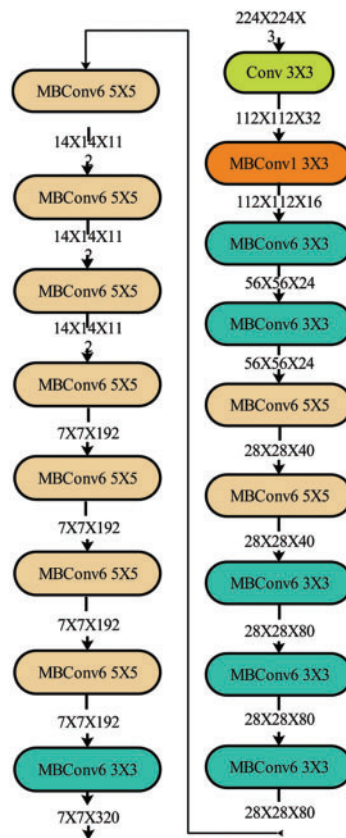 224X224X
3
Conv 3X3
112X112X32
MBConv1 3X3
112X112X16
MBConv6 3X3
56X56X24
MBConv6 3X3
56X56X24
MBConv6 5X5
28X28X40
MBConv6 5X5
28X28X40
MBConv6 3X3
28X28X80
MBConv6 3X3
28X28X80
MBConv6 3X3
28X28X80
MBConv6 5X5
14X14X11
2
MBConv6 5X5
14X14X11
2
MBConv6 5X5
14X14X11
2
MBConv6 5X5
7X7X192
MBConv6 5X5
7X7X192
MBConv6 5X5
7X7X192
MBConv6 5X5
7X7X192
MBConv6 3X3
7X7X320